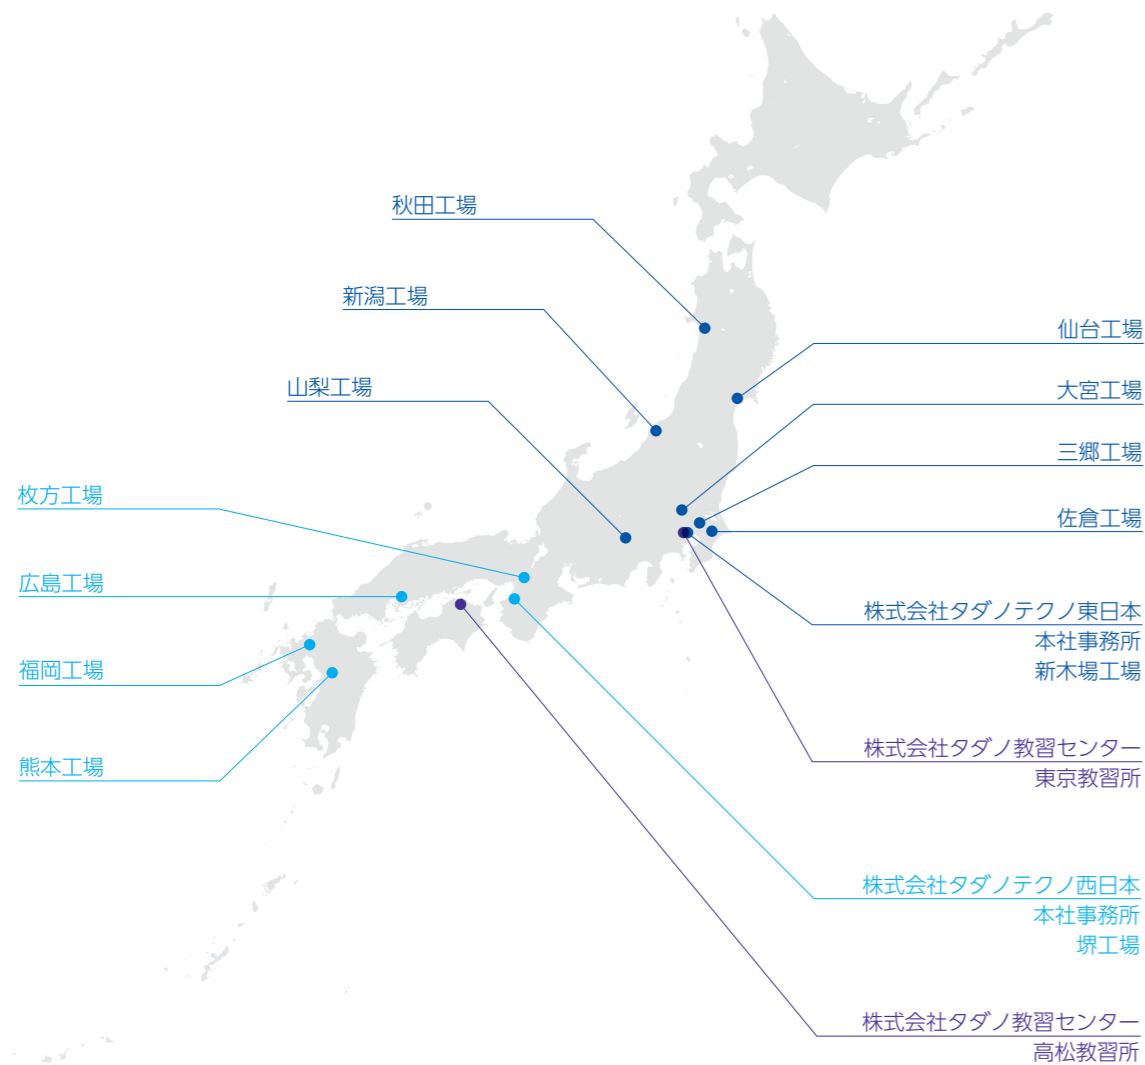 秋田工場
新潟工場
山梨工場
枚方工場
広島工場
福岡工場
熊本工場
仙台工場
大宮工場
三郷工場
佐倉工場
株式会社タダノテクノ東日本
本社事務所
新木場工場
株式会社タダノ教習センター
東京教習所
株式会社タダノテクノ西日本
本社事務所
堺工場
株式会社タダノ教習センター
高松教習所